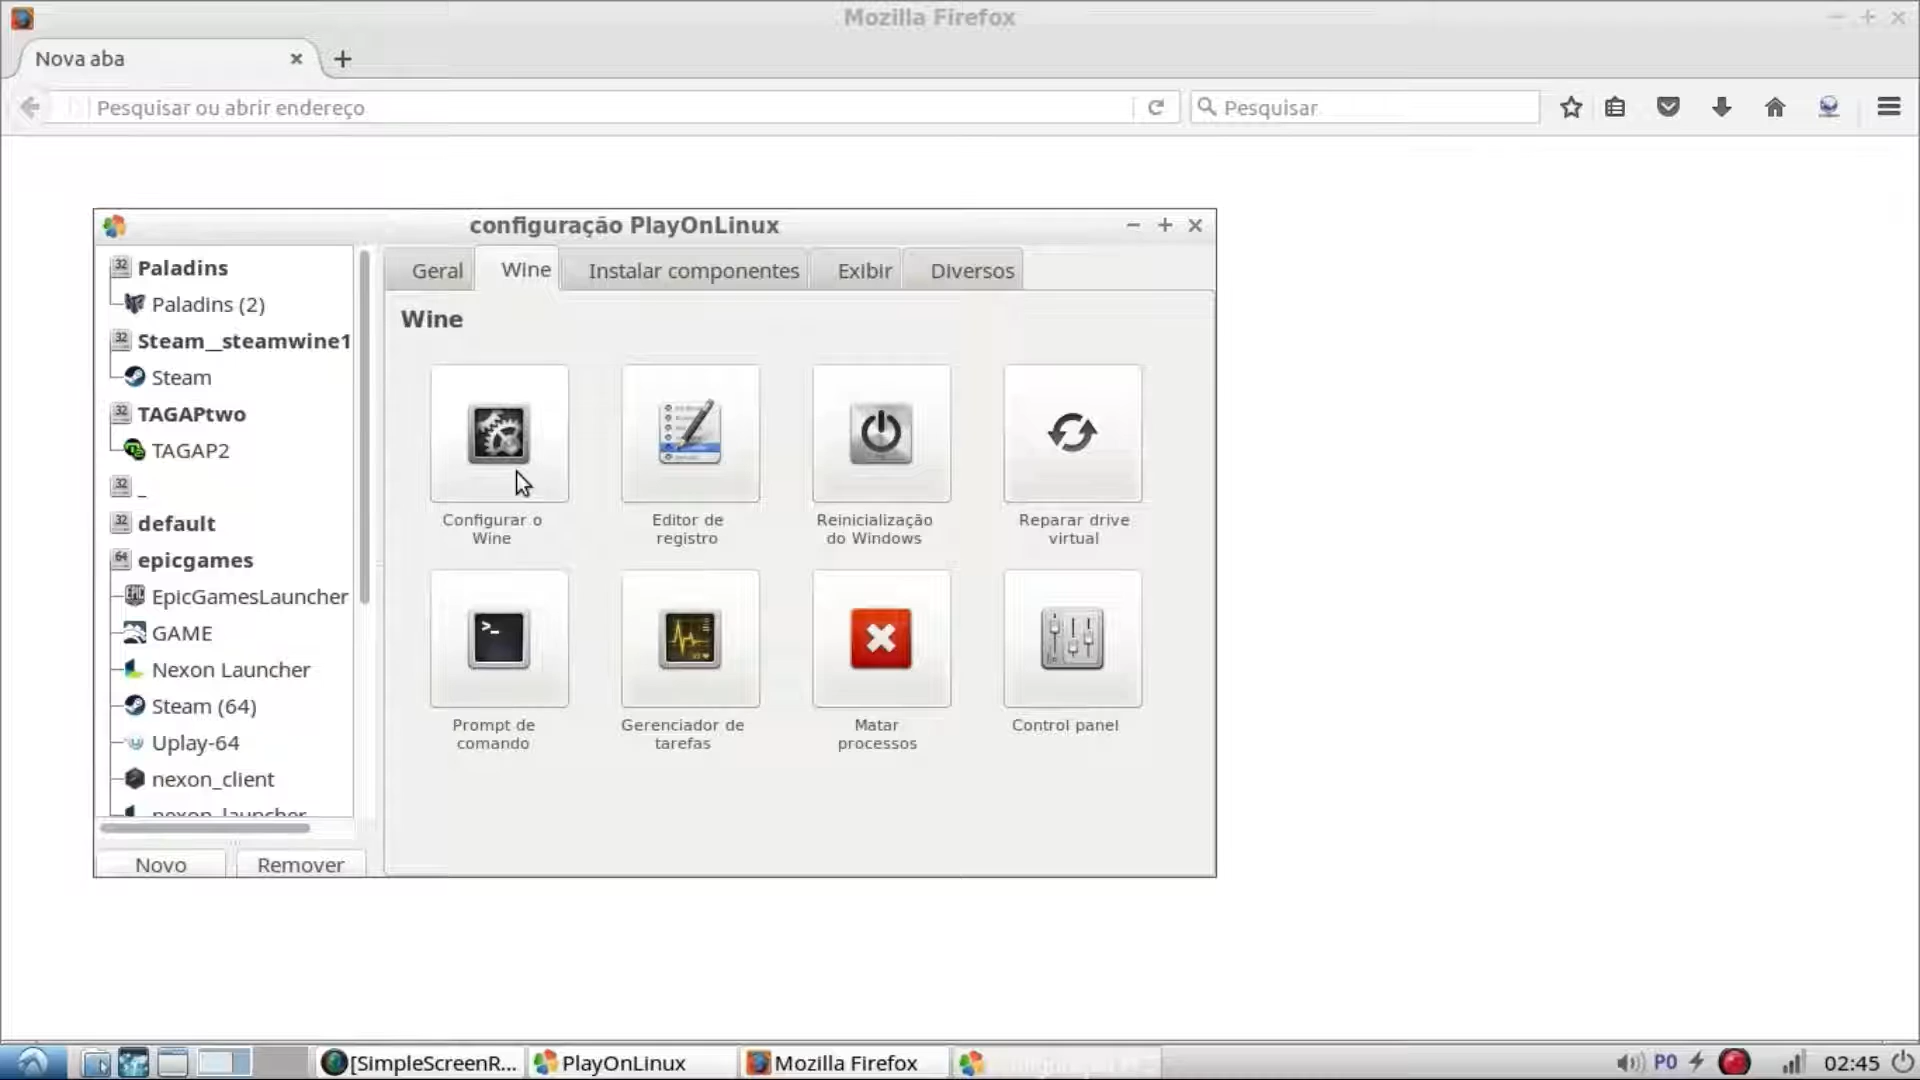 Mozilla Firefox
Nova aba
Pesquisar ou abrir endereço
Pesquisar
configuração PlayOnLinux
Paladins
Paladins (2)
Steam__steamwine1
Steam
TAGAPtwo
TAGAP2
_
default
epicgames
EpicGamesLauncher
GAME
Nexon Launcher
Steam (64)
Uplay-64
nexon_client
nexon_launcher
Novo
Remover
Geral
Wine
Instalar componentes
Exibir
Diversos
Wine
Configurar o
Wine
Editor de
registro
Reinicialização
do Windows
Reparar drive
virtual
Prompt de
comando
Gerenciador de
tarefas
Matar
processos
Control panel
[SimpleScreenR...
PlayOnLinux
Mozilla Firefox
PO
02:45